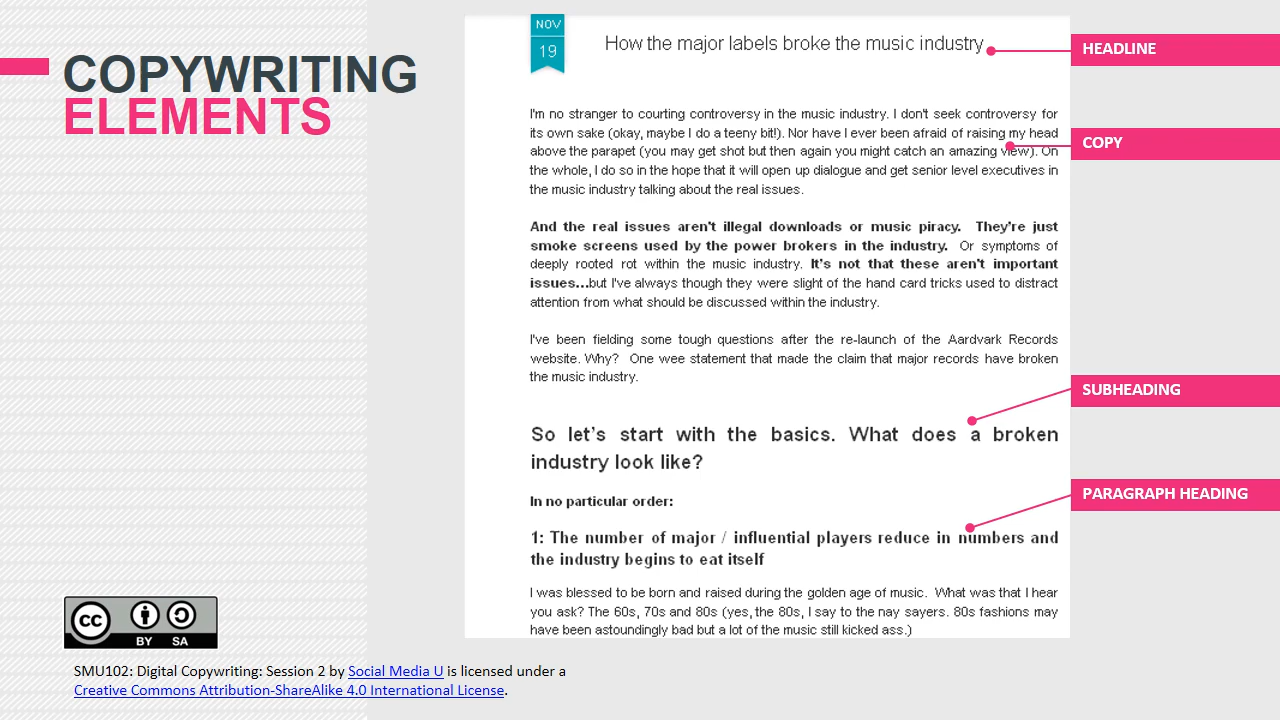 COPYWRITING
ELEMENTS
NOV
19
How the major labels broke the music industry
HEADLINE
I'm no stranger to courting controversy in the music industry. I don't seek controversy for
its own sake (okay, maybe I do a teeny bit!). Nor have I ever been afraid of raising my head
above the parapet (you may get shot but then again you might catch an amazing view). On
the whole, I do so in the hope that it will open up dialogue and get senior level executives in
the music industry talking about the real issues.
COPY
And the real issues aren't illegal downloads or music piracy. They're just
smoke screens used by the power brokers in the industry. Or symptoms of
deeply rooted rot within the music industry. It's not that these aren't important
issues...but I've always though they were slight of the hand card tricks used to distract
attention from what should be discussed within the industry.
I've been fielding some tough questions after the re-launch of the Aardvark Records
website. Why? One wee statement that made the claim that major records have broken
the music industry.
SUBHEADING
So let's start with the basics. What does a broken
industry look like?
In no particular order:
PARAGRAPH HEADING
1: The number of major / influential players reduce in numbers and
the industry begins to eat itself
I was blessed to be born and raised during the golden age of music. What was that I hear
you ask? The 60s, 70s and 80s (yes, the 80s, I say to the nay sayers. 80s fashions may
have been astoundingly bad but a lot of the music still kicked ass.)
cc
BY SA
SMU102: Digital Copywriting: Session 2 by Social Media U is licensed under a
Creative Commons Attribution-ShareAlike 4.0 International License.